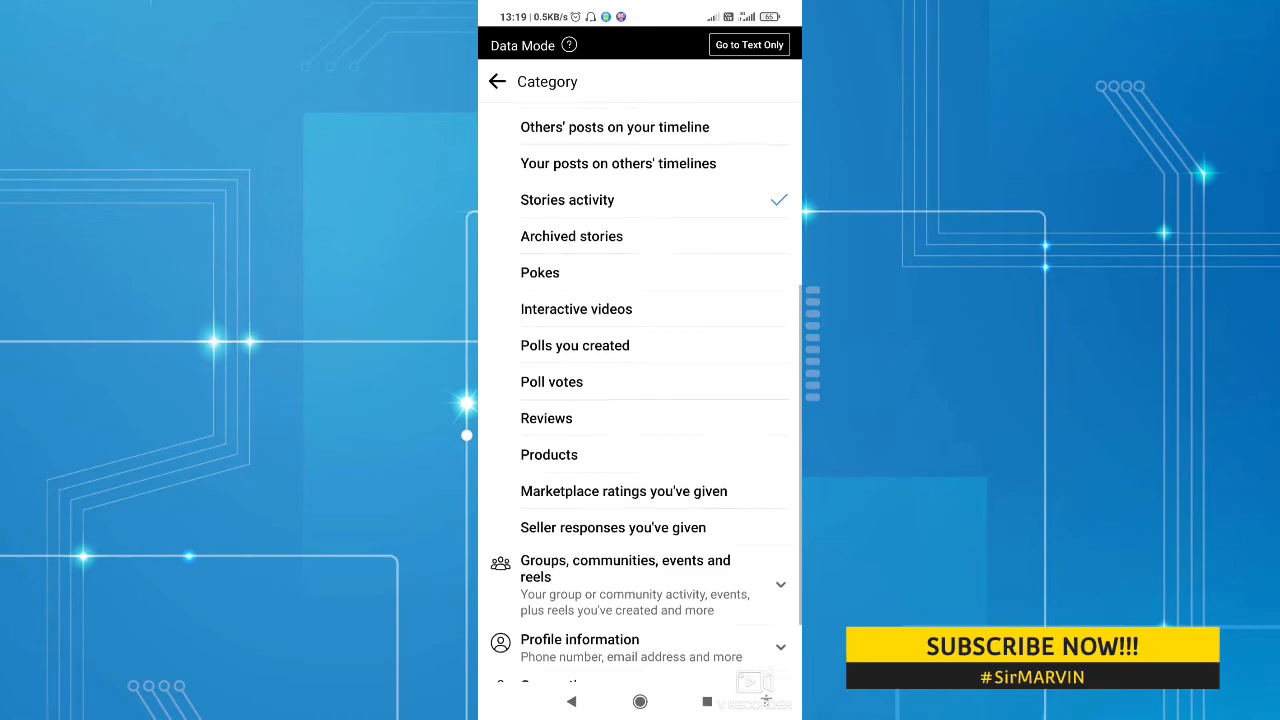 13:19 | 0.5KB/s
65
Data Mode ?
Go to Text Only
Category
Others' posts on your timeline
Your posts on others' timelines
Stories activity
Archived stories
Pokes
Interactive videos
Polls you created
Poll votes
Reviews
Products
Marketplace ratings you've given
Seller responses you've given
Groups, communities, events and
reels
Your group or community activity, events,
plus reels you've created and more
Profile information
Phone number, email address and more
V RECORDER
SUBSCRIBE NOW!!!
#SirMARVIN